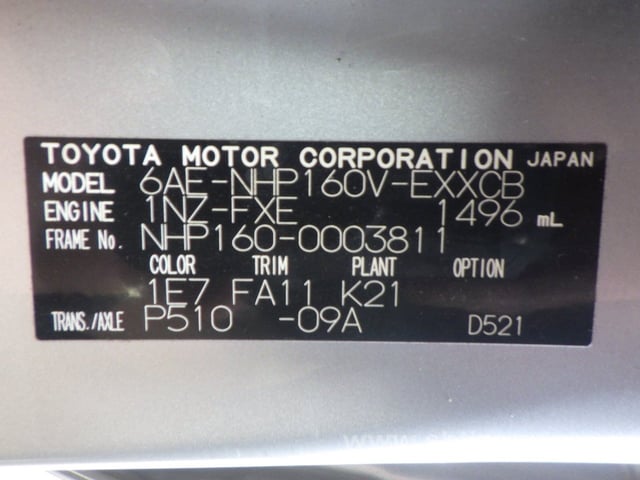 TOYOTA MOTOR CORPORATION JAPAN
MODEL 6AE-NHP160V-EXXCB
ENGINE 1NZ-FXE 1496 mL
FRAME No. NHP160-0003811
COLOR TRIM PLANT OPTION
1E7 FA11 K21
TRANS./AXLE P510 -09A D521